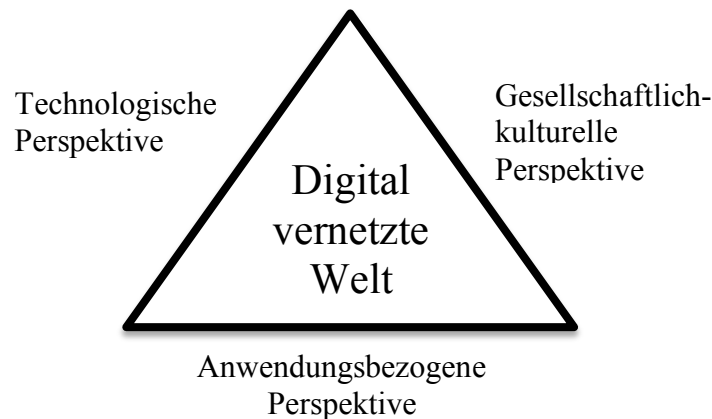 Technologische
Perspektive
Gesellschaftlich-
kulturelle
Perspektive
Digital
vernetzte
Welt
Anwendungsbezogene
Perspektive